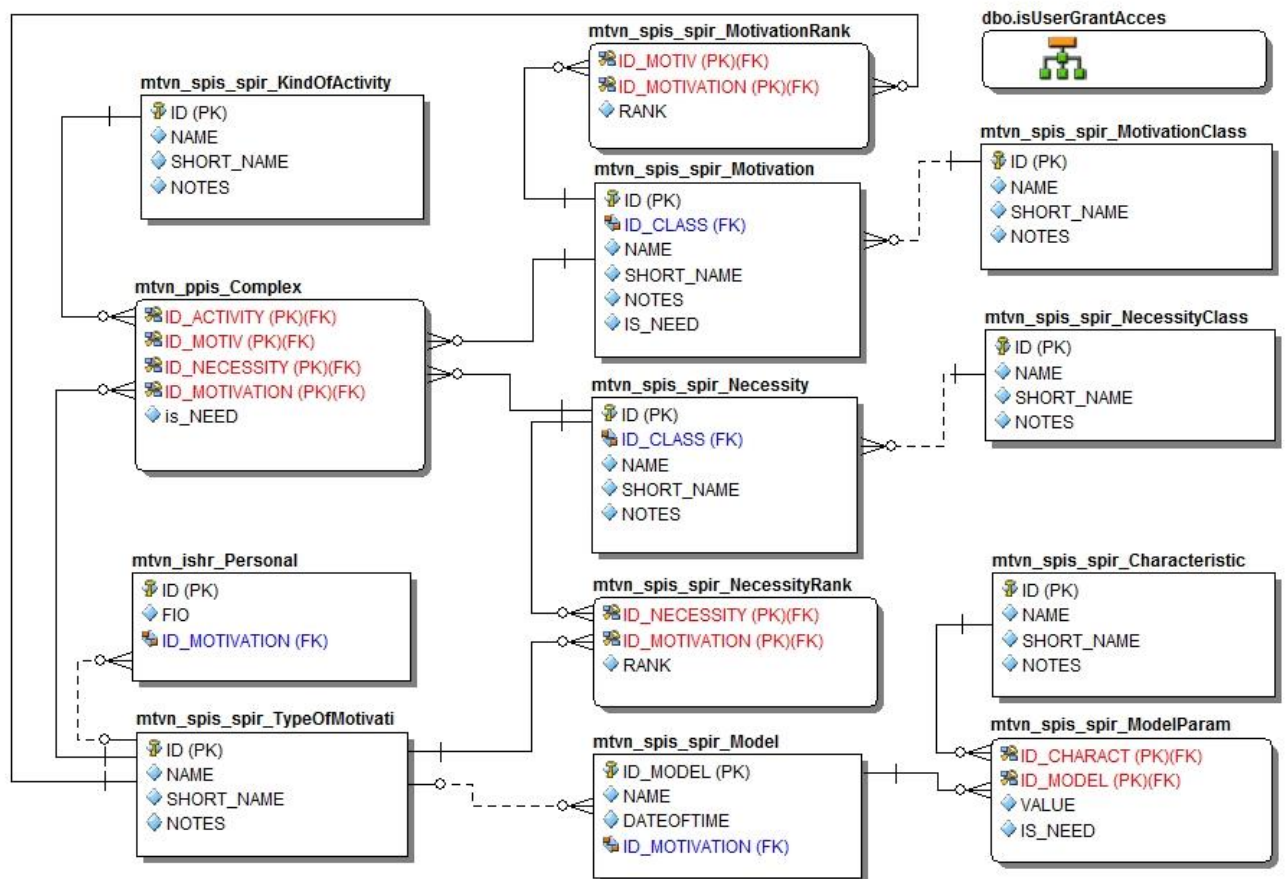 mtvn_spis_spir_KindOfActivity
ID (PK)
NAME
SHORT_NAME
NOTES
mtvn_spis_spir_MotivationRank
ID_MOTIV (PK)(FK)
ID_MOTIVATION (PK)(FK)
RANK
dbo.isUserGrantAcces
mtvn_spis_spir_Motivation
ID (PK)
ID_CLASS (FK)
NAME
SHORT_NAME
NOTES
IS_NEED
mtvn_spis_spir_MotivationClass
ID (PK)
NAME
SHORT_NAME
NOTES
mtvn_ppis_Complex
ID_ACTIVITY (PK)(FK)
ID_MOTIV (PK)(FK)
ID_NECESSITY (PK)(FK)
ID_MOTIVATION (PK)(FK)
is_NEED
mtvn_spis_spir_Necessity
ID (PK)
ID_CLASS (FK)
NAME
SHORT_NAME
NOTES
mtvn_spis_spir_NecessityClass
ID (PK)
NAME
SHORT_NAME
NOTES
mtvn_ishr_Personal
ID (PK)
FIO
ID_MOTIVATION (FK)
mtvn_spis_spir_NecessityRank
ID_NECESSITY (PK)(FK)
ID_MOTIVATION (PK)(FK)
RANK
mtvn_spis_spir_Characteristic
ID (PK)
NAME
SHORT_NAME
NOTES
mtvn_spis_spir_TypeOfMotivati
ID (PK)
NAME
SHORT_NAME
NOTES
mtvn_spis_spir_Model
ID_MODEL (PK)
NAME
DATEOFTIME
ID_MOTIVATION (FK)
mtvn_spis_spir_ModelParam
ID_CHARACT (PK)(FK)
ID_MODEL (PK)(FK)
VALUE
IS_NEED